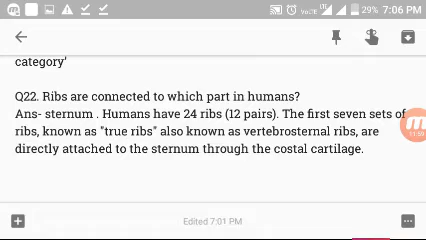 VoLTE 29% 7:06 PM
category'
Q22. Ribs are connected to which part in humans?
Ans- sternum . Humans have 24 ribs (12 pairs). The first seven sets of
ribs, known as "true ribs" also known as vertebrosternal ribs, are
directly attached to the sternum through the costal cartilage.
Edited 7:01 PM